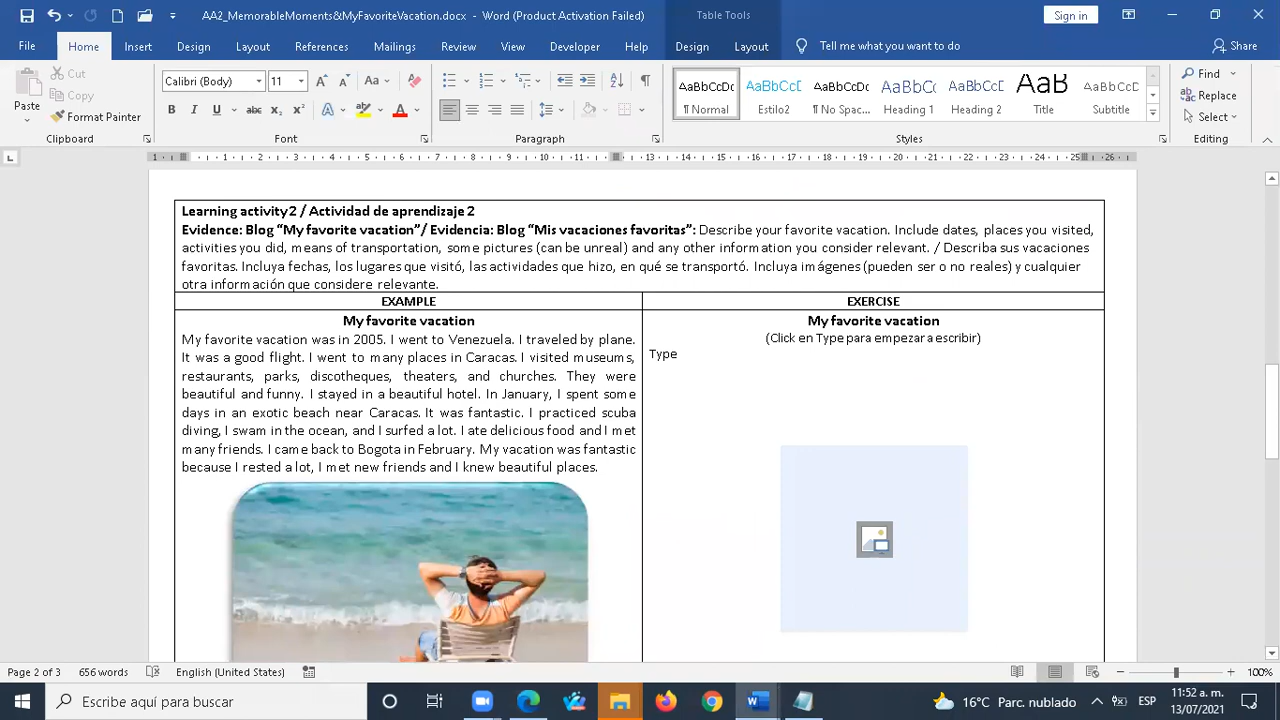 AA2_MemorableMoments&MyFavoriteVacation.docx - Word (Product Activation Failed)
Table Tools
Sign in
File
Home
Insert
Design
Layout
References
Mailings
Review
View
Developer
Help
Design
Layout
Tell me what you want to do
Share
Paste
Cut
Copy
Format Painter
Clipboard
Calibri (Body)
11
Font
Paragraph
AaBbCcDc
¶ Normal
AaBbCcD
Estilo2
AaBbCcDc
¶ No Spac...
AaBbC
Heading 1
AaBbCcD
Heading 2
AaB
Title
AaBbCcDc
Subtitle
Styles
Find
Replace
Select
Editing
Learning activity 2 / Actividad de aprendizaje 2
Evidence: Blog “My favorite vacation”/ Evidencia: Blog “Mis vacaciones favoritas”: Describe your favorite vacation. Include dates, places you visited,
activities you did, means of transportation, some pictures (can be unreal) and any other information you consider relevant. / Describa sus vacaciones
favoritas. Incluya fechas, los lugares que visitó, las actividades que hizo, en qué se transportó. Incluya imágenes (pueden ser o no reales) y cualquier
otra información que considere relevante.
EXAMPLE
My favorite vacation
My favorite vacation was in 2005. I went to Venezuela. I traveled by plane.
It was a good flight. I went to many places in Caracas. I visited museums,
restaurants, parks, discotheques, theaters, and churches. They were
beautiful and funny. I stayed in a beautiful hotel. In January, I spent some
days in an exotic beach near Caracas. It was fantastic. I practiced scuba
diving, I swam in the ocean, and I surfed a lot. I ate delicious food and I met
many friends. I came back to Bogota in February. My vacation was fantastic
because I rested a lot, I met new friends and I knew beautiful places.
EXERCISE
My favorite vacation
(Click en Type para empezar a escribir)
Type
Page 2 of 3
656 words
English (United States)
100%
Escribe aquí para buscar
16°C Parc. nublado
ESP
11:52 a. m.
13/07/2021